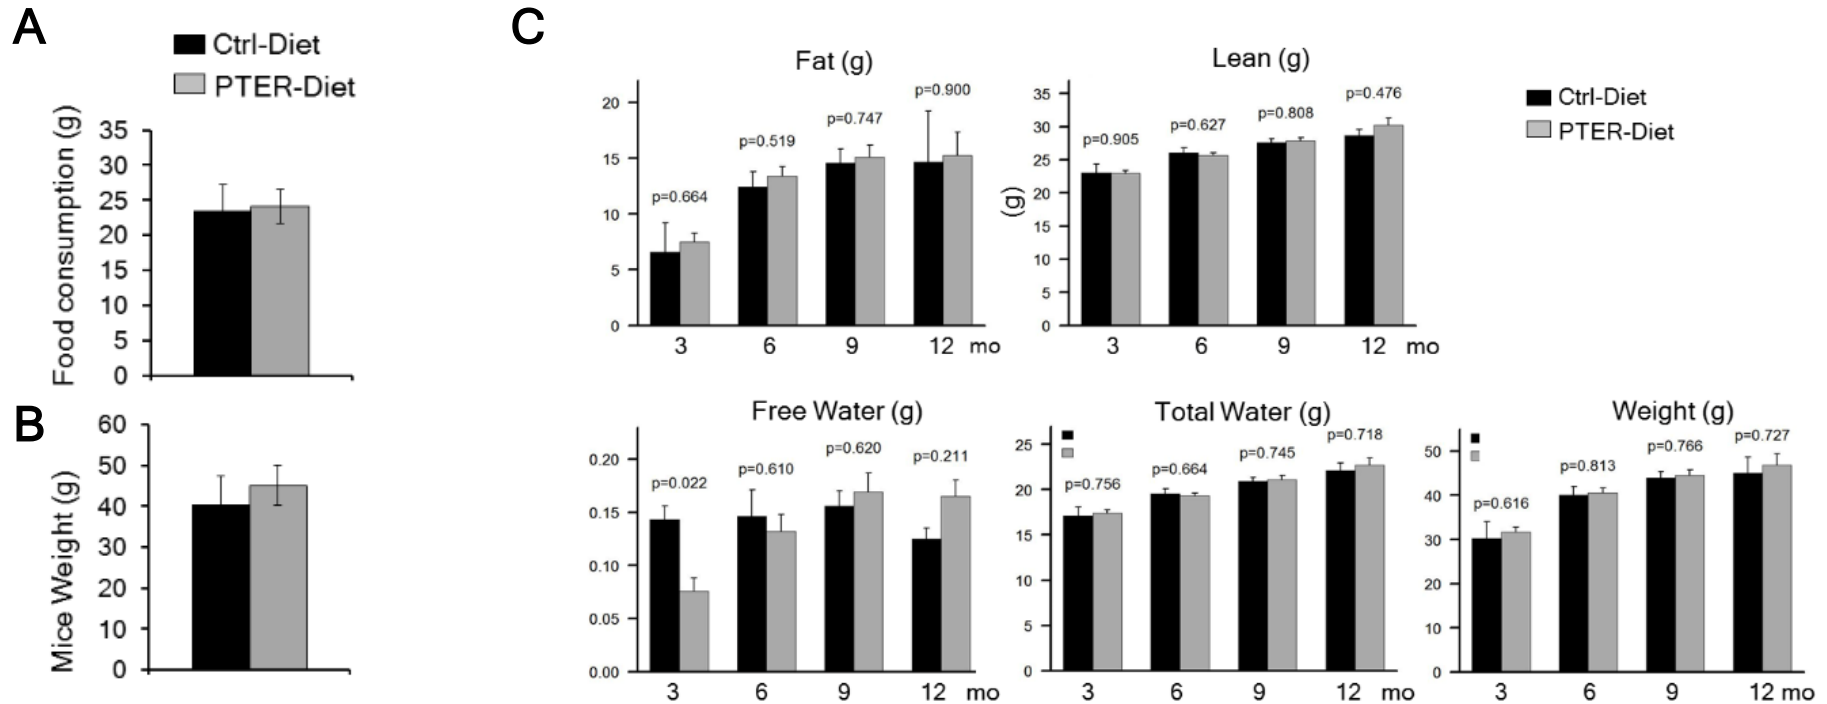 A
Ctrl-Diet
PTER-Diet
Food consumption (g)
35
30
25
20
15
10
5
0
B
Mice Weight (g)
60
50
40
30
20
10
0
C
Fat (g)
20
15
10
5
0
p=0.664
p=0.519
p=0.747
p=0.900
3 6 9 12 mo
Lean (g)
(g)
35
30
25
20
15
10
5
0
p=0.905
p=0.627
p=0.808
p=0.476
3 6 9 12 mo
Ctrl-Diet
PTER-Diet
Free Water (g)
0.20
0.15
0.10
0.05
0.00
p=0.022
p=0.610
p=0.620
p=0.211
3 6 9 12 mo
Total Water (g)
25
20
15
10
5
0
p=0.756
p=0.664
p=0.745
p=0.718
3 6 9 12 mo
Weight (g)
50
40
30
20
10
0
p=0.616
p=0.813
p=0.766
p=0.727
3 6 9 12 mo